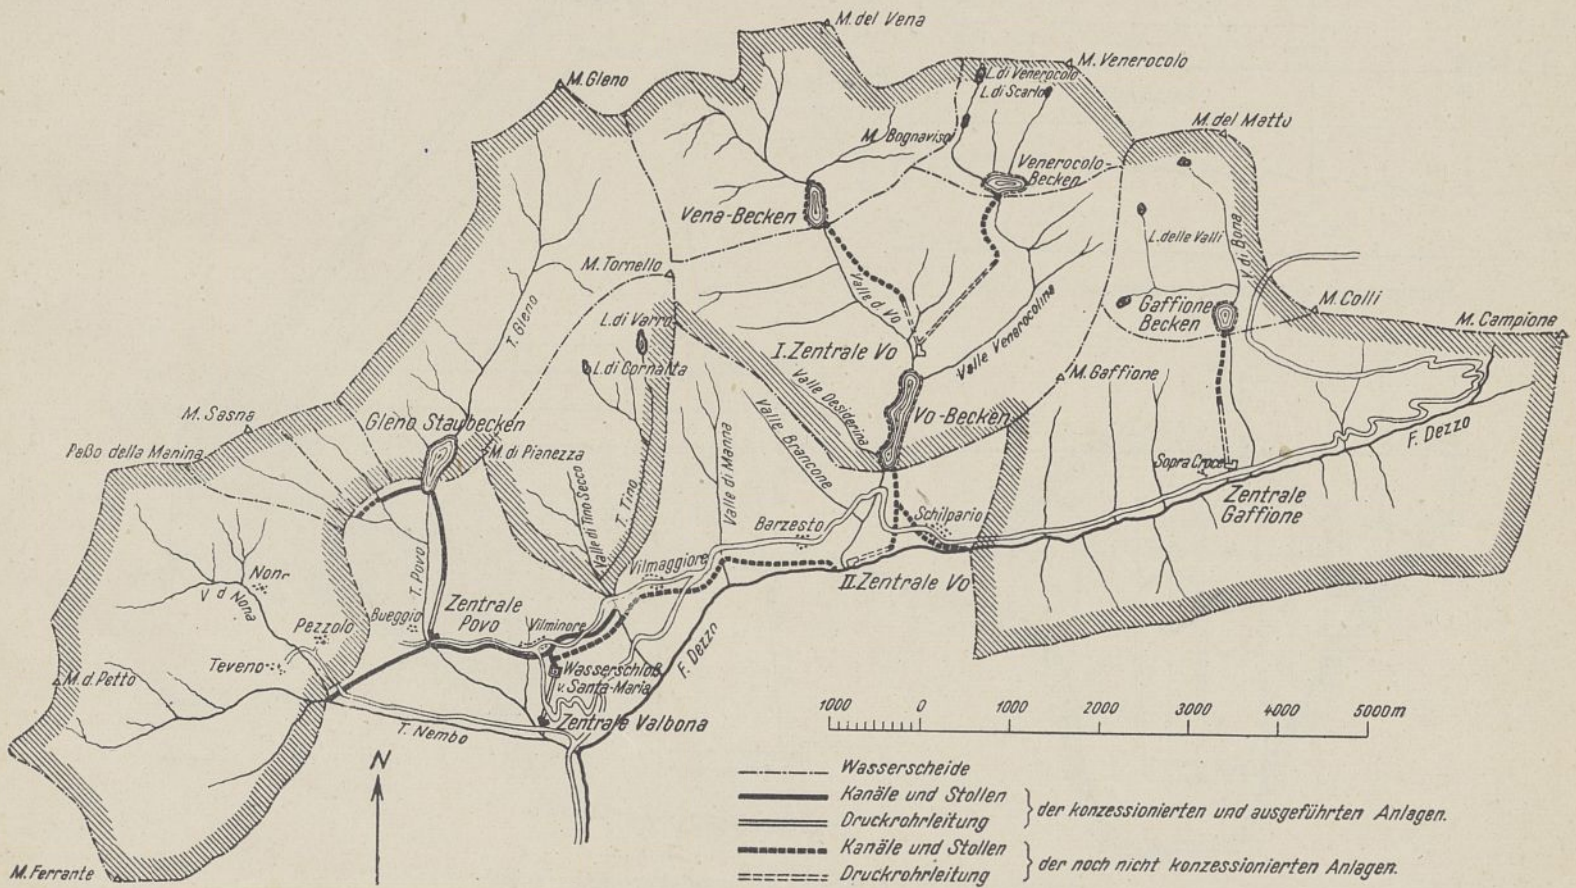 M. del Vena
M. Venerocolo
M. Gleno
L. di Venerocolo
L. di Scarlo
M. del Matto
M. Bognaviso
Venerocolo-
Becken
Vena-Becken
L. delle Valli
V. di Bona
M. Tornello
Valle d Vo
Gaffione
Becken
M. Colli
T. Gleno
L. di Varro
M. Campione
I. Zentrale Vo
Valle Venerocolina
L. di Cornalta
M. Gaffione
Valle Desiderina
M. Sasna
Gleno Staubecken
Valle Brancone
Vo-Becken
F. Dezzo
Paßo della Manina
M. di Pianezza
Valle di Manna
Sopra Croce
Valle di Tino Secco
T. Tino
Zentrale
Gaffione
Barzesto
Schilpario
Vilmaggiore
II. Zentrale Vo
V d Nona
T. Povo
Bueggio
Zentrale
Povo
Pezzolo
Vilminore
F. Dezzo
Teveno
Wasserschloß
v. Santa-Maria
M. d. Petto
Zentrale Valbona
T. Nembo
1000 0 1000 2000 3000 4000 5000m
N
Wasserscheide
Kanäle und Stollen
Druckrohrleitung
der konzessionierten und ausgeführten Anlagen.
Kanäle und Stollen
Druckrohrleitung
der noch nicht konzessionierten Anlagen.
M. Ferrante